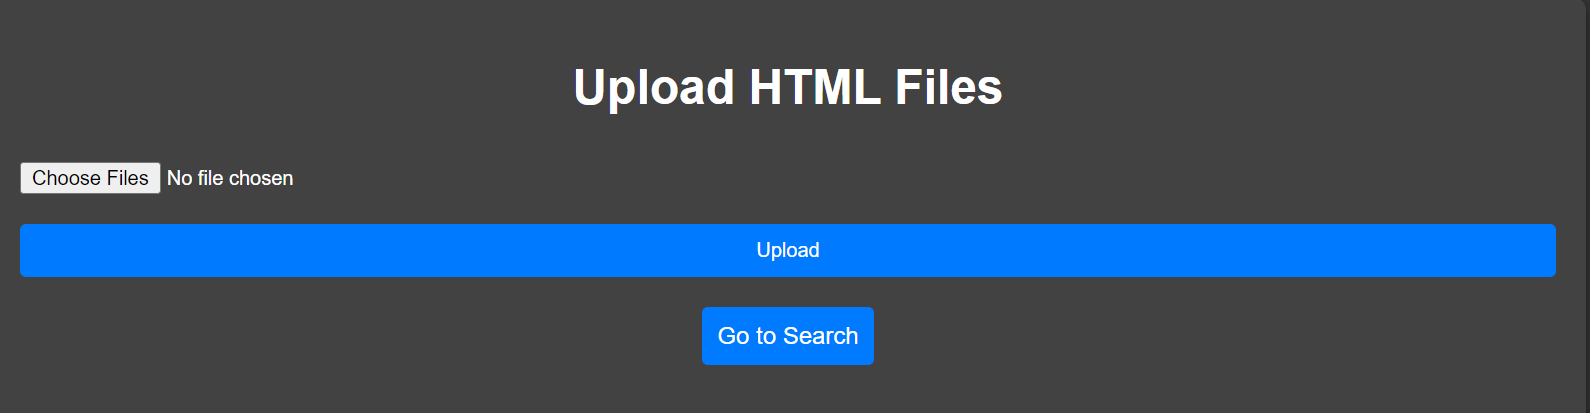 Upload HTML Files
Choose Files No file chosen
Upload
Go to Search